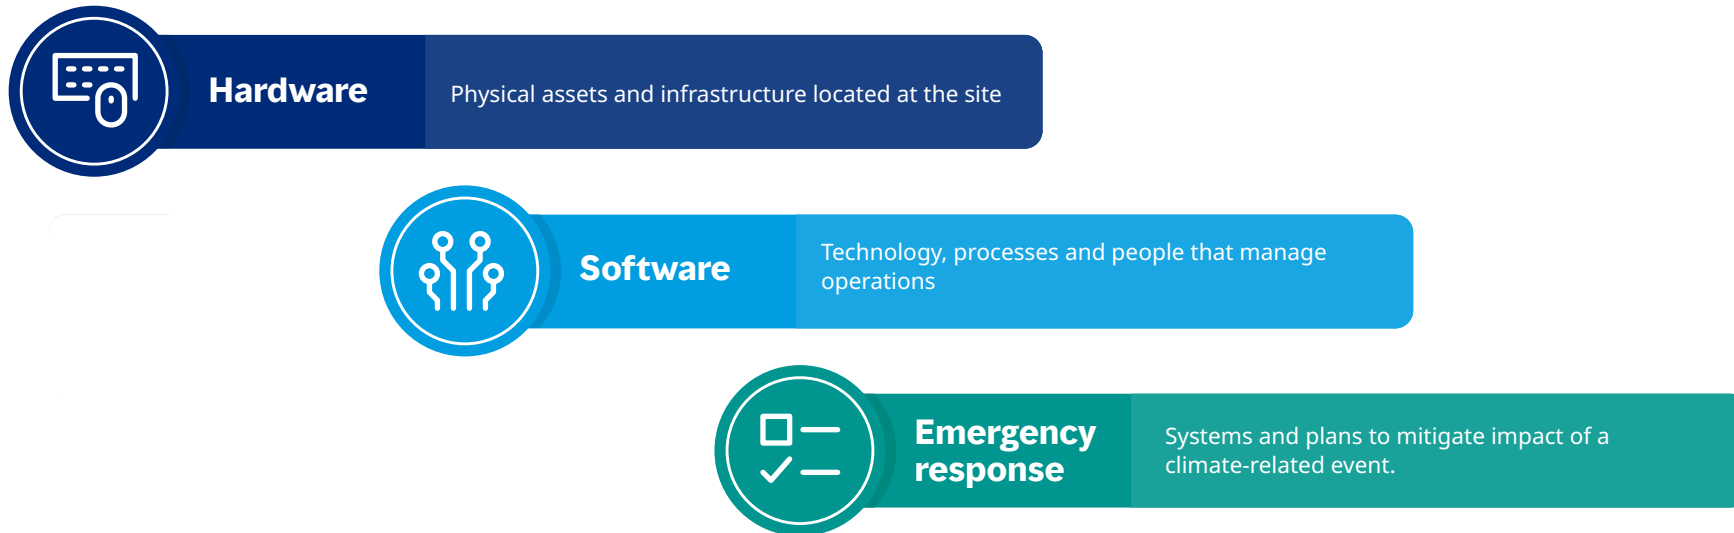 Hardware
Physical assets and infrastructure located at the site
Software
Technology, processes and people that manage
operations
Emergency
response
Systems and plans to mitigate impact of a
climate-related event.